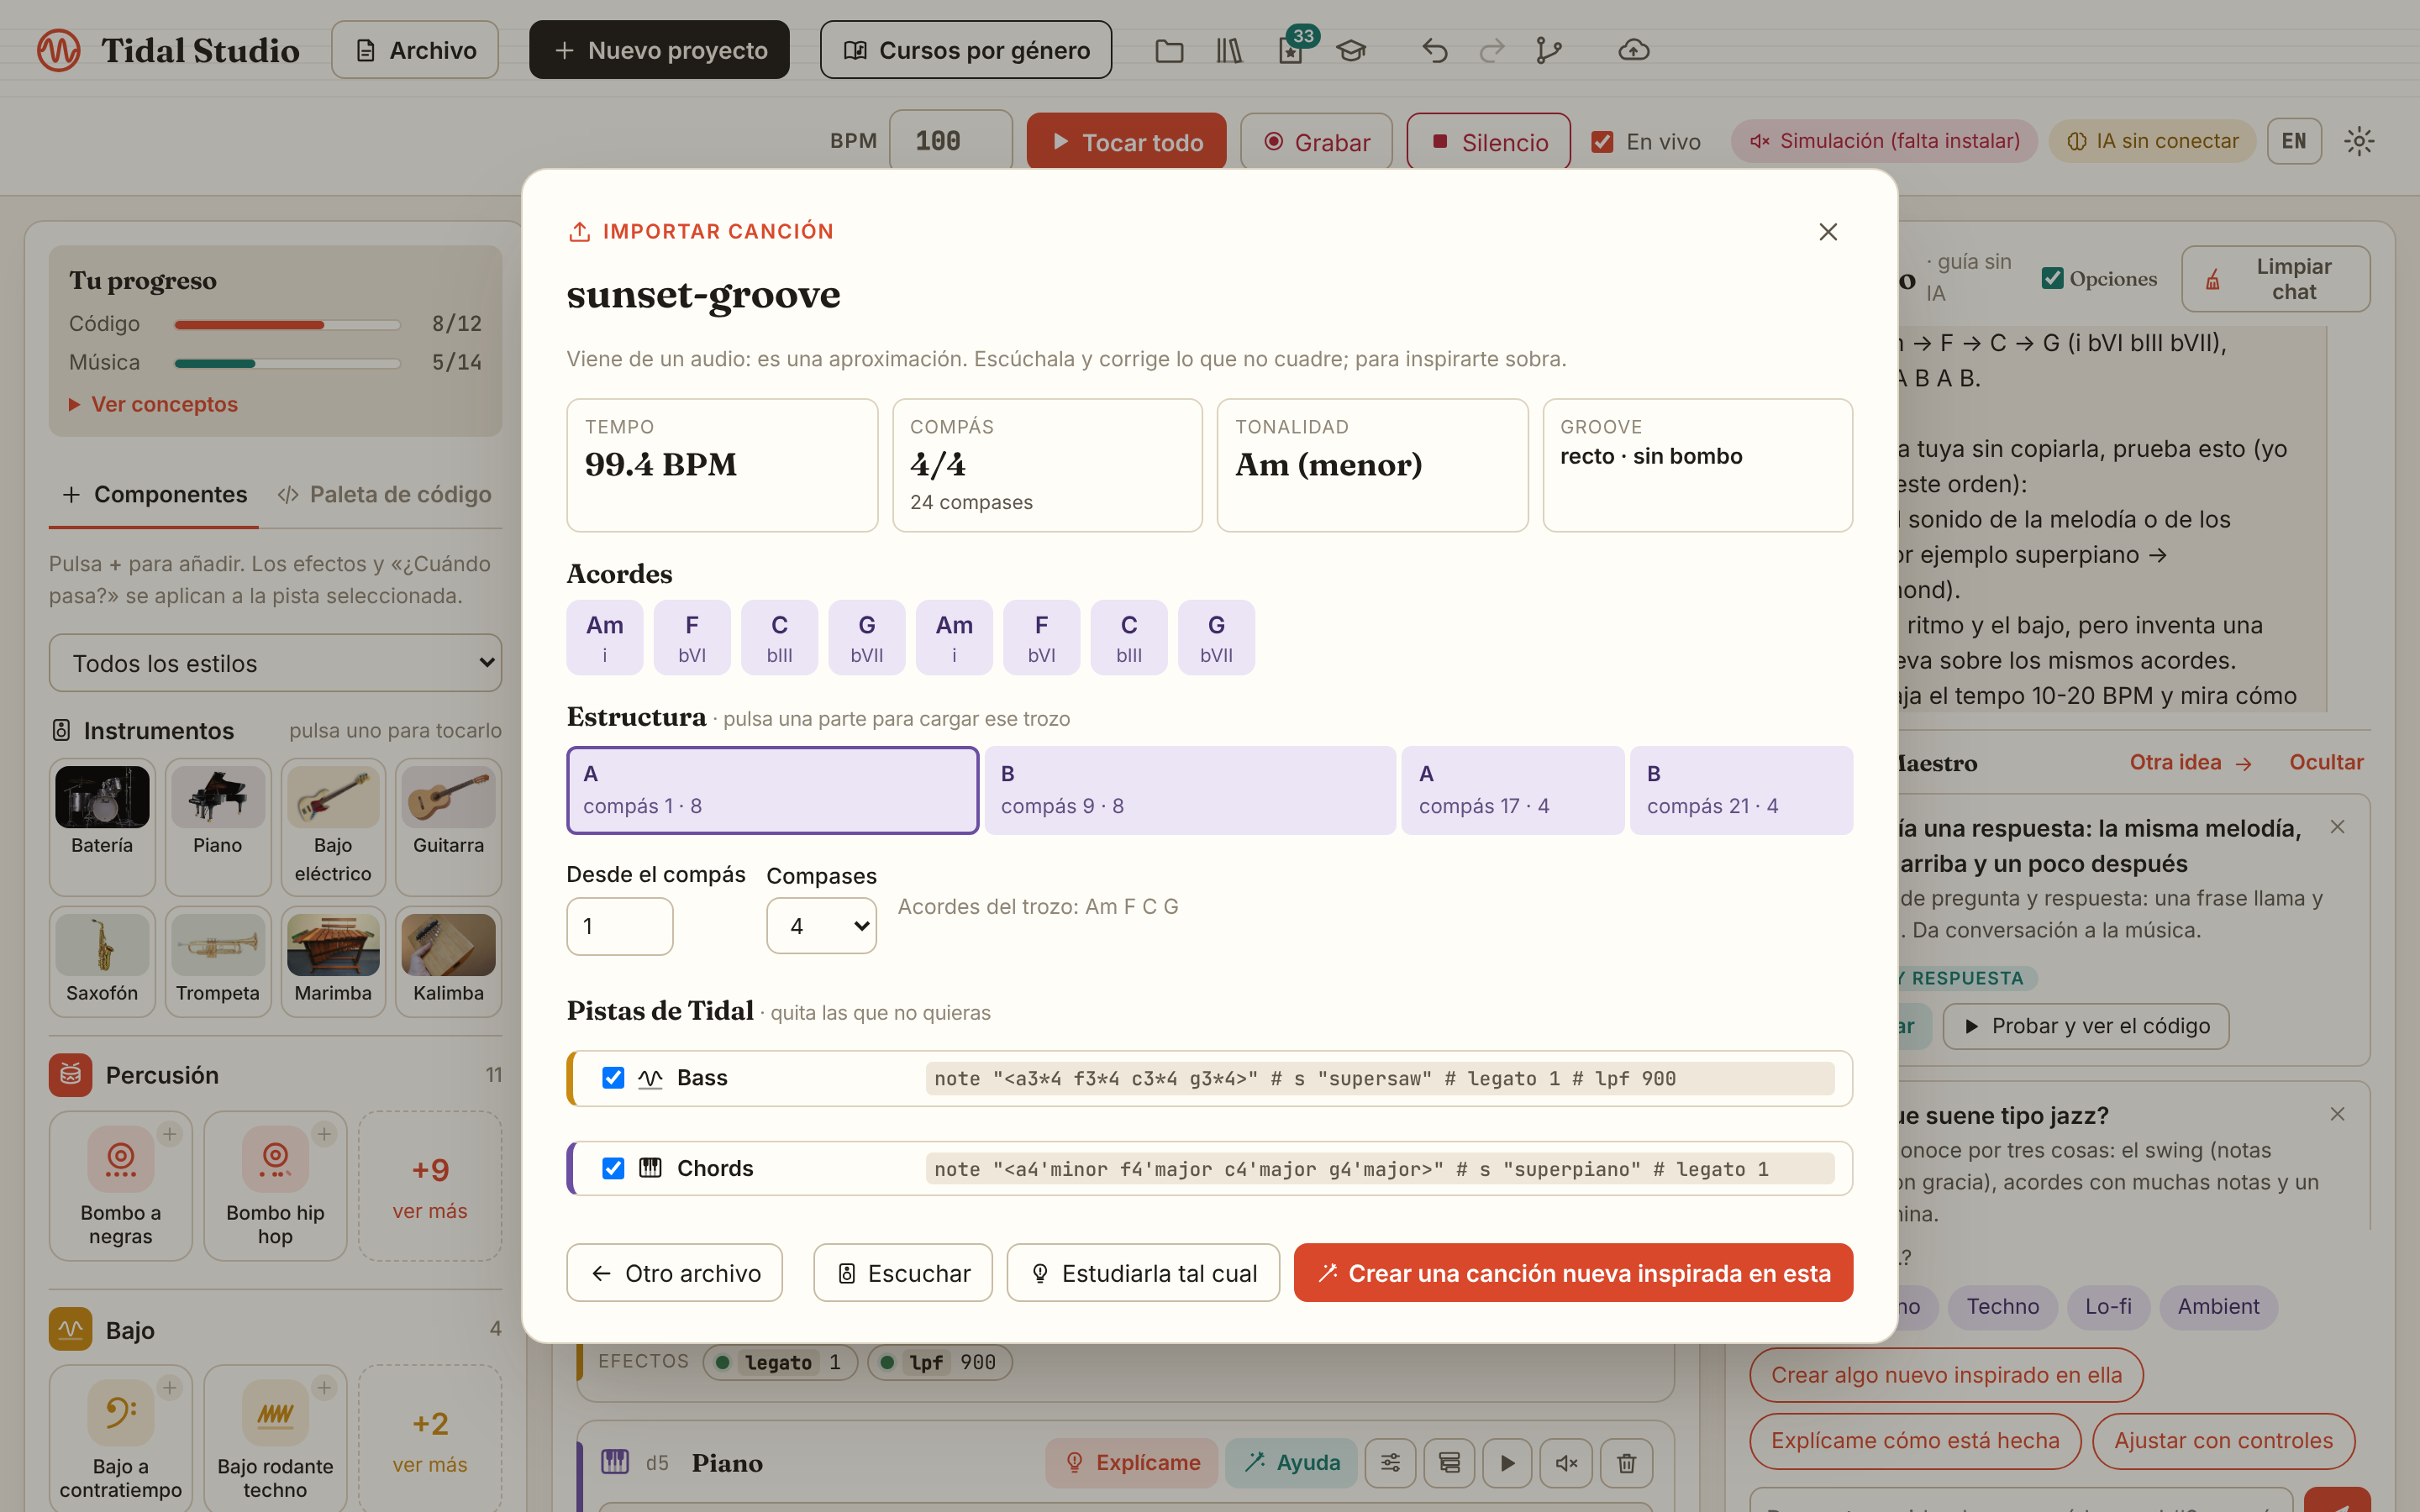 Tidal Studio
Archivo
Nuevo proyecto
Cursos por género
33
BPM
100
Tocar todo
Grabar
Silencio
En vivo
Simulación (falta instalar)
IA sin conectar
EN
Tu progreso
Código
8/12
Música
5/14
Ver conceptos
Componentes
Paleta de código
Pulsa + para añadir. Los efectos y «¿Cuándo
pasa?» se aplican a la pista seleccionada.
Todos los estilos
Instrumentos
pulsa uno para tocarlo
Batería
Piano
Bajo
eléctrico
Guitarra
Saxofón
Trompeta
Marimba
Kalimba
Percusión
11
Bombo a
negras
Bombo hip
hop
+9
ver más
Bajo
4
Bajo a
contratiempo
Bajo rodante
techno
+2
ver más
IMPORTAR CANCIÓN
sunset-groove
Viene de un audio: es una aproximación. Escúchala y corrige lo que no cuadre; para inspirarte sobra.
TEMPO
99.4 BPM
COMPÁS
4/4
24 compases
TONALIDAD
Am (menor)
GROOVE
recto · sin bombo
Acordes
Am F C G Am F C G
i bVI bIII bVII i bVI bIII bVII
Estructura · pulsa una parte para cargar ese trozo
A
compás 1 · 8
B
compás 9 · 8
A
compás 17 · 4
B
compás 21 · 4
Desde el compás
1
Compases
4
Acordes del trozo: Am F C G
Pistas de Tidal · quita las que no quieras
Bass
note "<a3*4 f3*4 c3*4 g3*4>" # s "supersaw" # legato 1 # lpf 900
Chords
note "<a4'minor f4'major c4'major g4'major>" # s "superpiano" # legato 1
Otro archivo
Escuchar
Estudiarla tal cual
Crear una canción nueva inspirada en esta
EFECTOS
legato 1
lpf 900
d5
Piano
Explícame
Ayuda
· guía sin
IA
Opciones
Limpiar
chat
→ F → C → G (i bVI bIII bVII),
A B A B.
a tuya sin copiarla, prueba esto (yo
este orden):
sonido de la melodía o de los
ejemplo superpiano →
ritmo y el bajo, pero inventa una
sobre los mismos acordes.
el tempo 10-20 BPM y mira cómo
Maestro
Otra idea →
Ocultar
una respuesta: la misma melodía,
arriba y un poco después
de pregunta y respuesta: una frase llama y
. Da conversación a la música.
Y RESPUESTA
Probar y ver el código
suene tipo jazz?
por tres cosas: el swing (notas
gracia), acordes con muchas notas y un
Techno
Lo-fi
Ambient
Crear algo nuevo inspirado en ella
Explícame cómo está hecha
Ajustar con controles